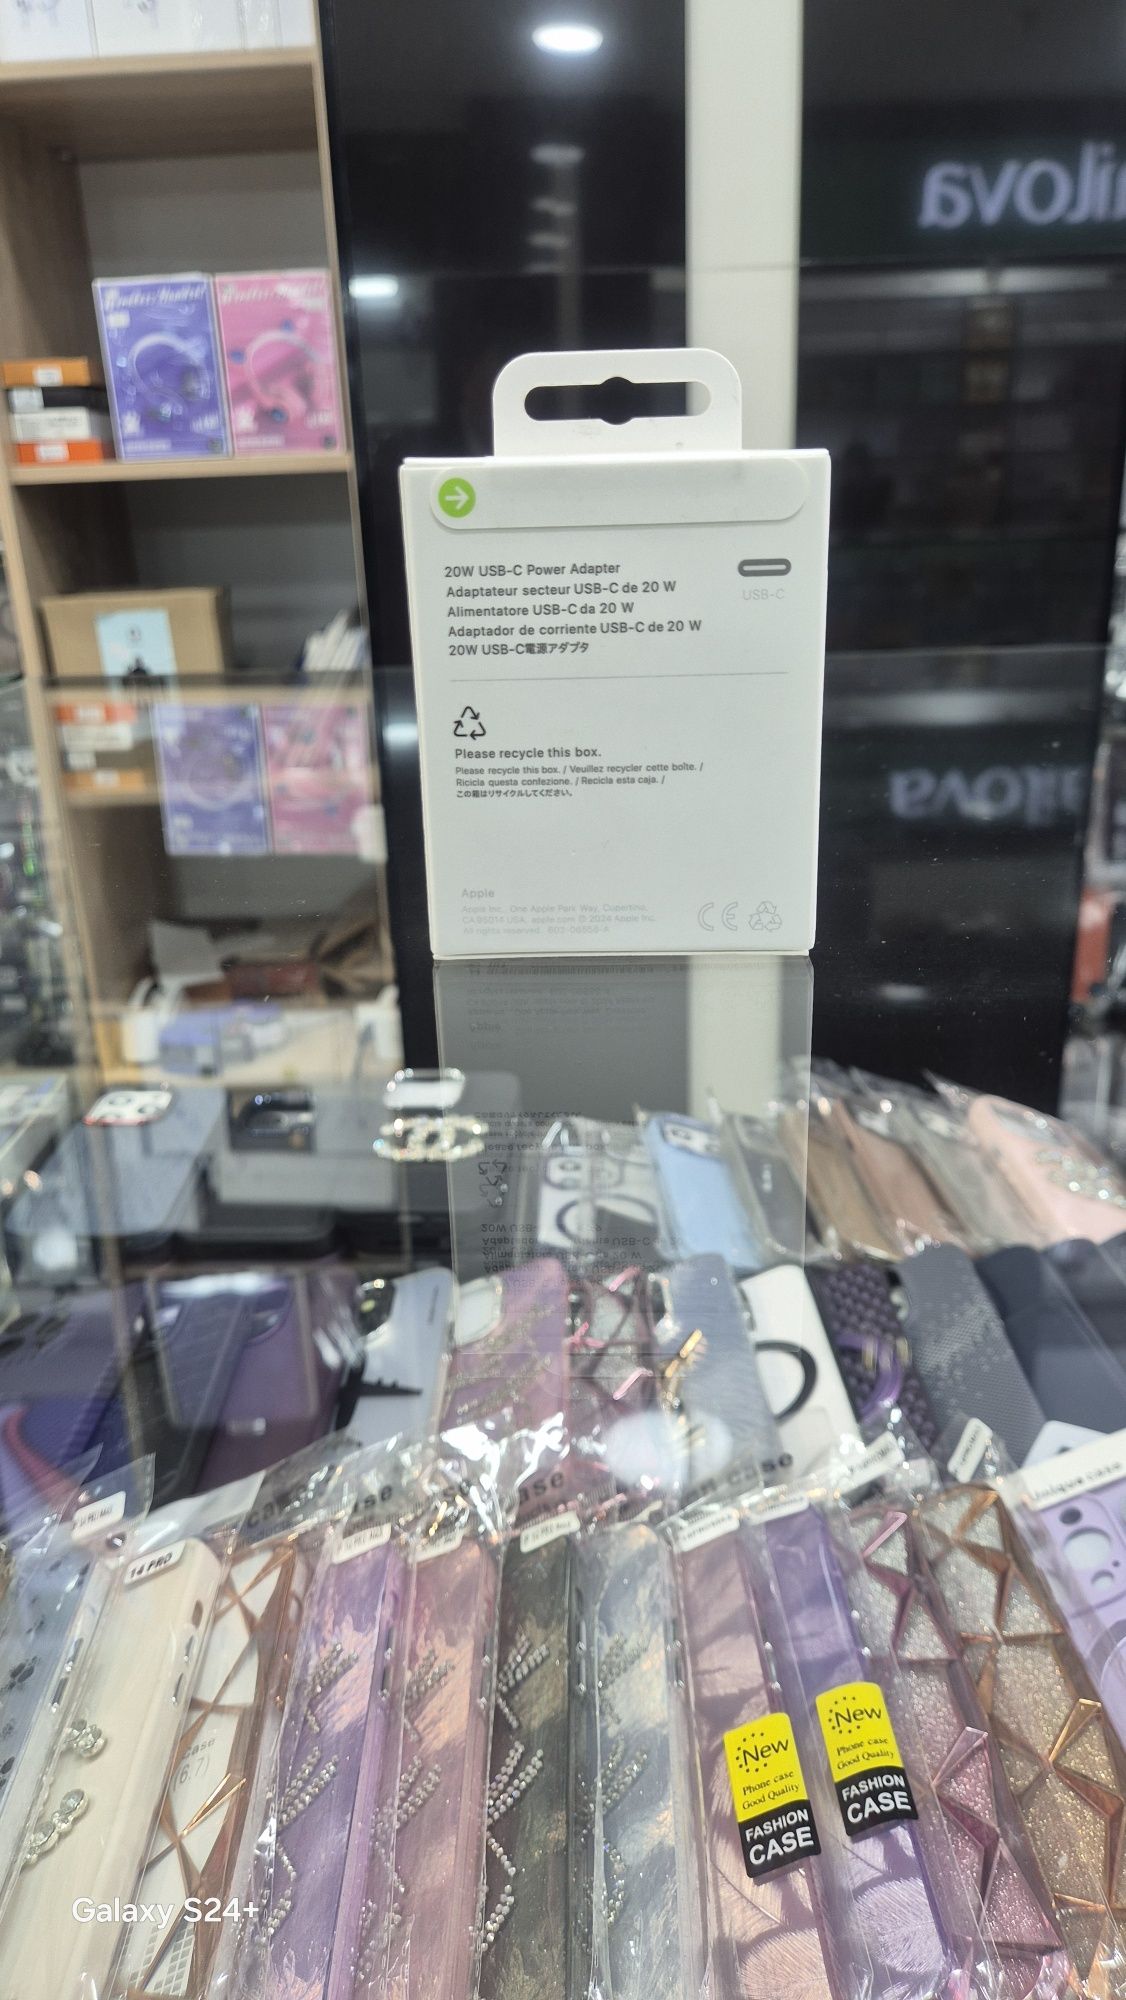 20W USB-C Power Adapter
Adaptateur secteur USB-C de 20 W
Alimentatore USB-C da 20 W
Adaptador de corriente USB-C de 20 W
20W USB-C電源アダプタ
USB-C
Please recycle this box.
Please recycle this box. / Veuillez recycler cette boîte. /
Ricicla questa confezione. / Recicla esta caja. /
この箱はリサイクルしてください。
Apple
Apple Inc., One Apple Park Way, Cupertino,
CA 95014 USA. apple.com © 2024 Apple Inc.
All rights reserved.
CE
case
case
14 PRO
case
(6.7)
New
Phone case
Good Quality
FASHION
CASE
New
Phone case
Good Quality
FASHION
CASE
Galaxy S24+